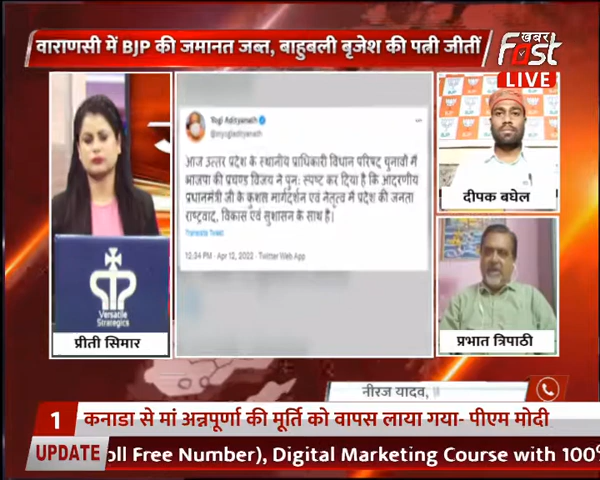 वाराणसी में BJP की जमानत जब्त, बाहुबली बृजेश की पत्नी जीतीं
खबर
Fast
LIVE
Yogi Adityanath
@myogiadityanath
आज उत्तर प्रदेश के स्थानीय प्राधिकारी विधान परिषद चुनावों में
भाजपा की प्रचण्ड विजय ने पुनः स्पष्ट कर दिया है कि आदरणीय
प्रधानमंत्री जी के कुशल मार्गदर्शन एवं नेतृत्व में प्रदेश की जनता
राष्ट्रवाद, विकास एवं सुशासन के साथ है।
Translate Tweet
12:34 PM · Apr 12, 2022 · Twitter Web App
दीपक बघेल
Versatile
Strategics
प्रीती सिमार
प्रभात त्रिपाठी
नीरज यादव,
1 कनाडा से मां अन्नपूर्णा की मूर्ति को वापस लाया गया- पीएम मोदी
UPDATE oll Free Number), Digital Marketing Course with 100%